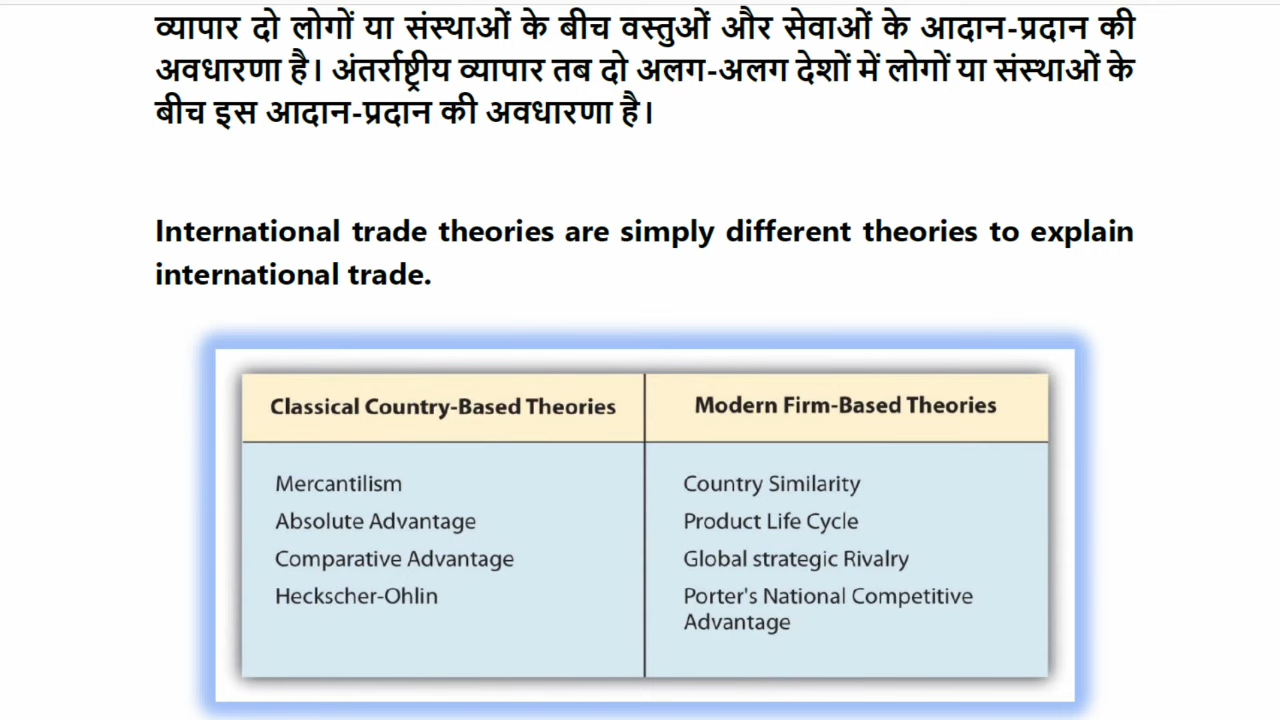 व्यापार दो लोगों या संस्थाओं के बीच वस्तुओं और सेवाओं के आदान-प्रदान की
अवधारणा है। अंतर्राष्ट्रीय व्यापार तब दो अलग-अलग देशों में लोगों या संस्थाओं के
बीच इस आदान-प्रदान की अवधारणा है।
International trade theories are simply different theories to explain
international trade.
Classical Country-Based Theories
Mercantilism
Absolute Advantage
Comparative Advantage
Heckscher-Ohlin
Modern Firm-Based Theories
Country Similarity
Product Life Cycle
Global strategic Rivalry
Porter's National Competitive
Advantage